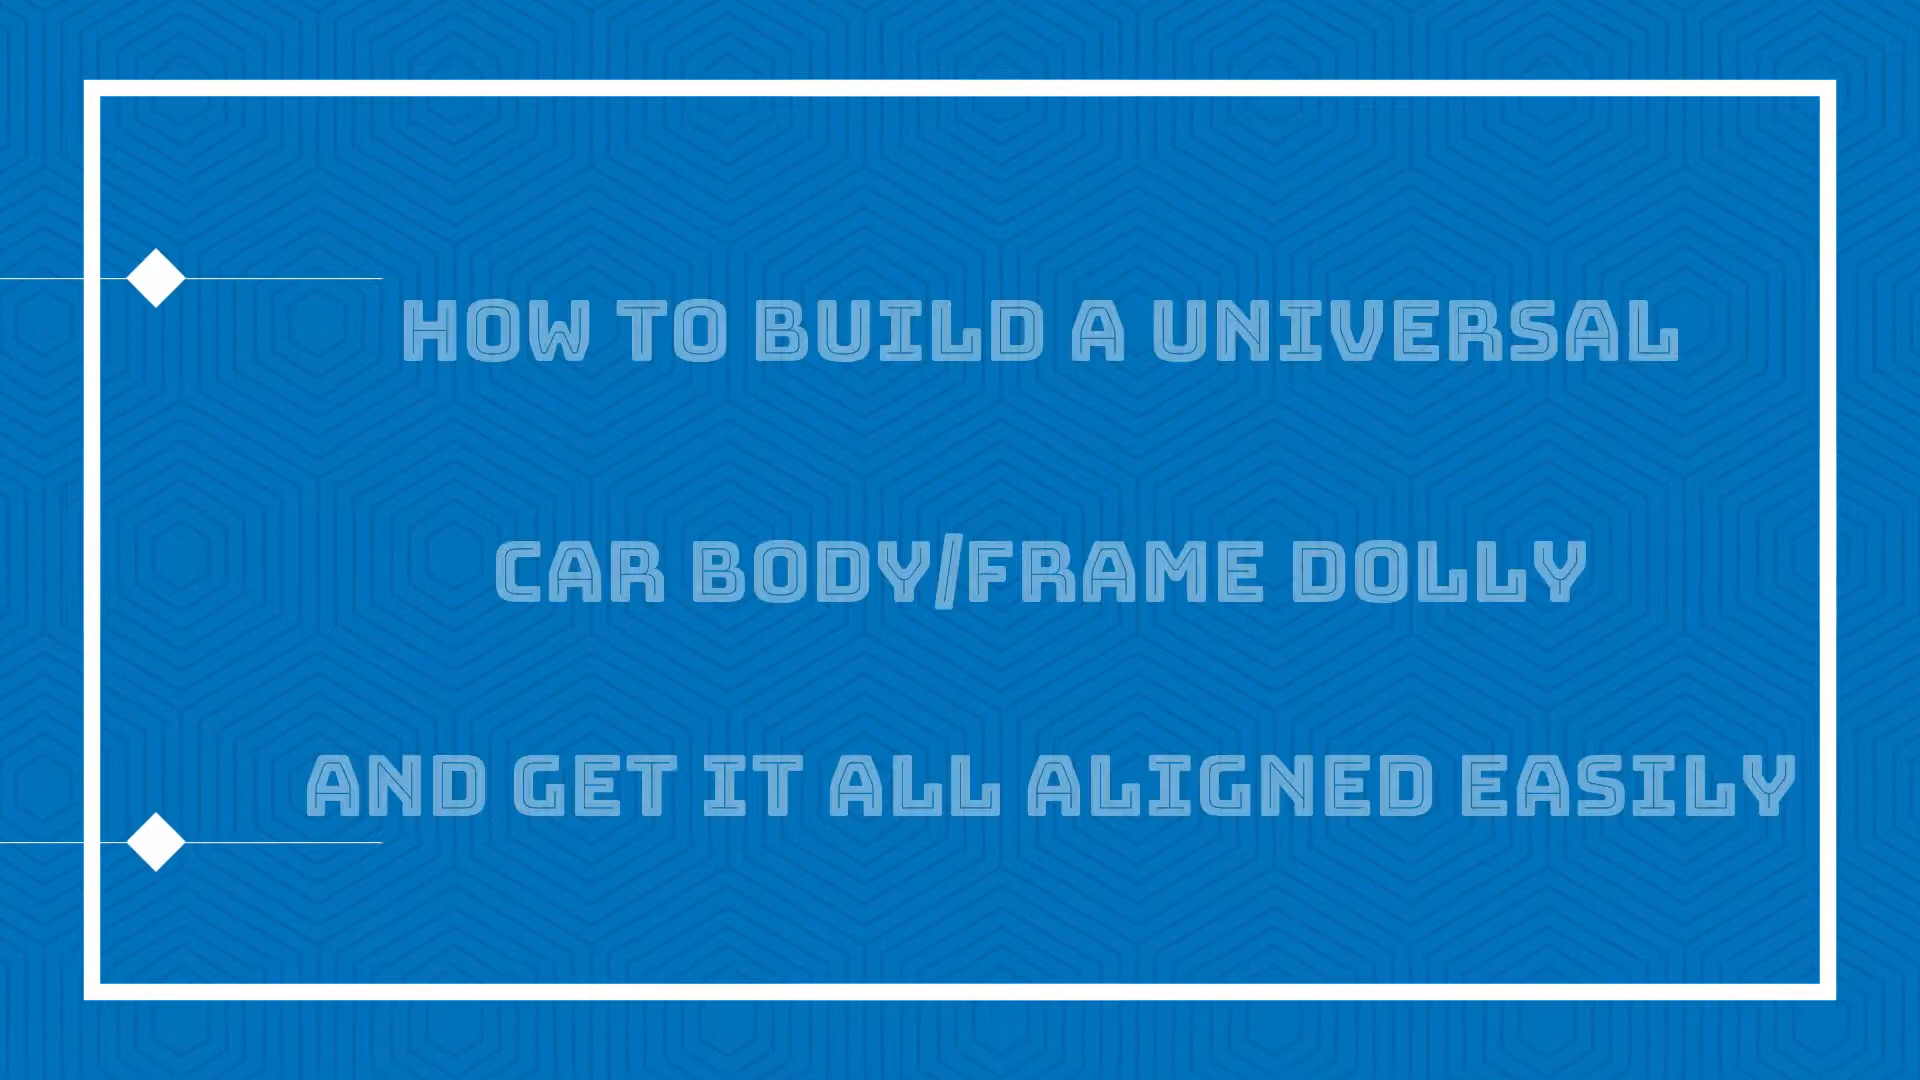 HOW TO BUILD A UNIVERSAL
CAR BODY/FRAME DOLLY
AND GET IT ALL ALIGNED EASILY